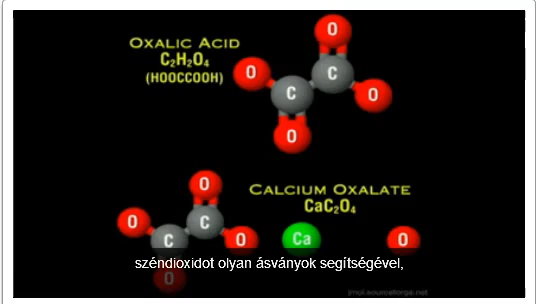 OXALIC ACID
C₂H₂O₄
(HOOCCOOH)
O
O
C
C
O
O
CALCIUM OXALATE
CaC₂O₄
O
O
C
C
O
Ca
O
széndioxidot olyan ásványok segítségével,
O
jmol.sourceforge.net